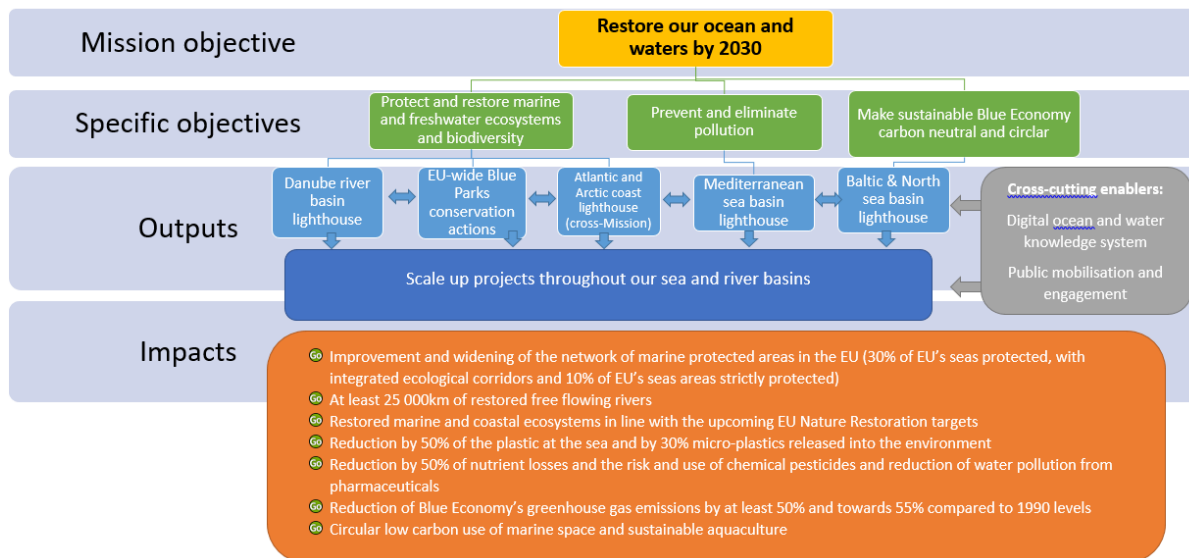 Mission objective
Restore our ocean and
waters by 2030
Specific objectives
Protect and restore marine
and freshwater ecosystems
and biodiversity
Prevent and eliminate
pollution
Make sustainable Blue Economy
carbon neutral and circlar
Outputs
Danube river
basin
lighthouse
EU-wide Blue
Parks
conservation
actions
Atlantic and
Arctic coast
lighthouse
(cross-Mission)
Mediterranean
sea basin
lighthouse
Baltic & North
sea basin
lighthouse
Cross-cutting enablers:
Digital ocean and water
knowledge system
Public mobilisation and
engagement
Scale up projects throughout our sea and river basins
Impacts
Go Improvement and widening of the network of marine protected areas in the EU (30% of EU's seas protected, with
integrated ecological corridors and 10% of EU's seas areas strictly protected)
Go At least 25 000km of restored free flowing rivers
Go Restored marine and coastal ecosystems in line with the upcoming EU Nature Restoration targets
Go Reduction by 50% of the plastic at the sea and by 30% micro-plastics released into the environment
Go Reduction by 50% of nutrient losses and the risk and use of chemical pesticides and reduction of water pollution from
pharmaceuticals
Go Reduction of Blue Economy's greenhouse gas emissions by at least 50% and towards 55% compared to 1990 levels
Go Circular low carbon use of marine space and sustainable aquaculture